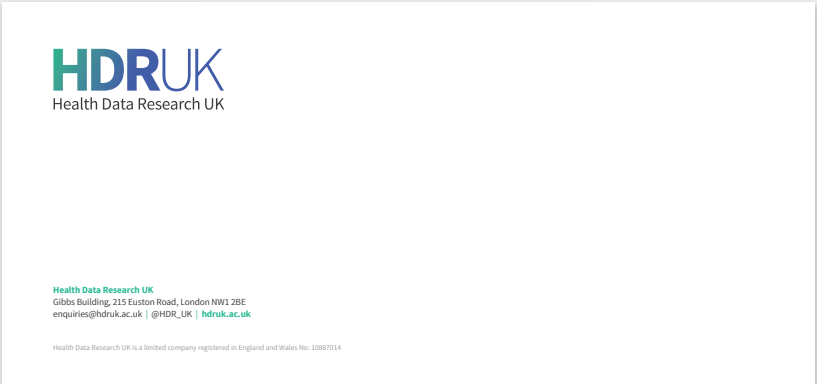 HDRUK
Health Data Research UK
Health Data Research UK
Gibbs Building, 215 Euston Road, London NW1 2BE
enquiries@hdruk.ac.uk | @HDR_UK | hdruk.ac.uk
Health Data Research UK is a limited company registered in England and Wales No: 10887014